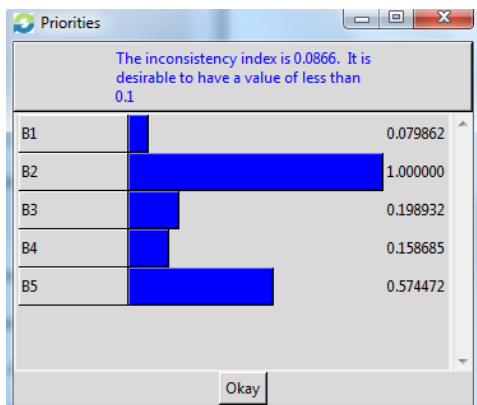 Priorities
The inconsistency index is 0.0866. It is
desirable to have a value of less than
0.1
B1 0.079862
B2 1.000000
B3 0.198932
B4 0.158685
B5 0.574472
Okay